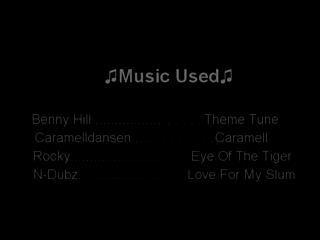 ♫Music Used♫
Benny Hill.......................Theme Tune
Caramelldansen...................Caramell
Rocky............................Eye Of The Tiger
N-Dubz...........................Love For My Slum